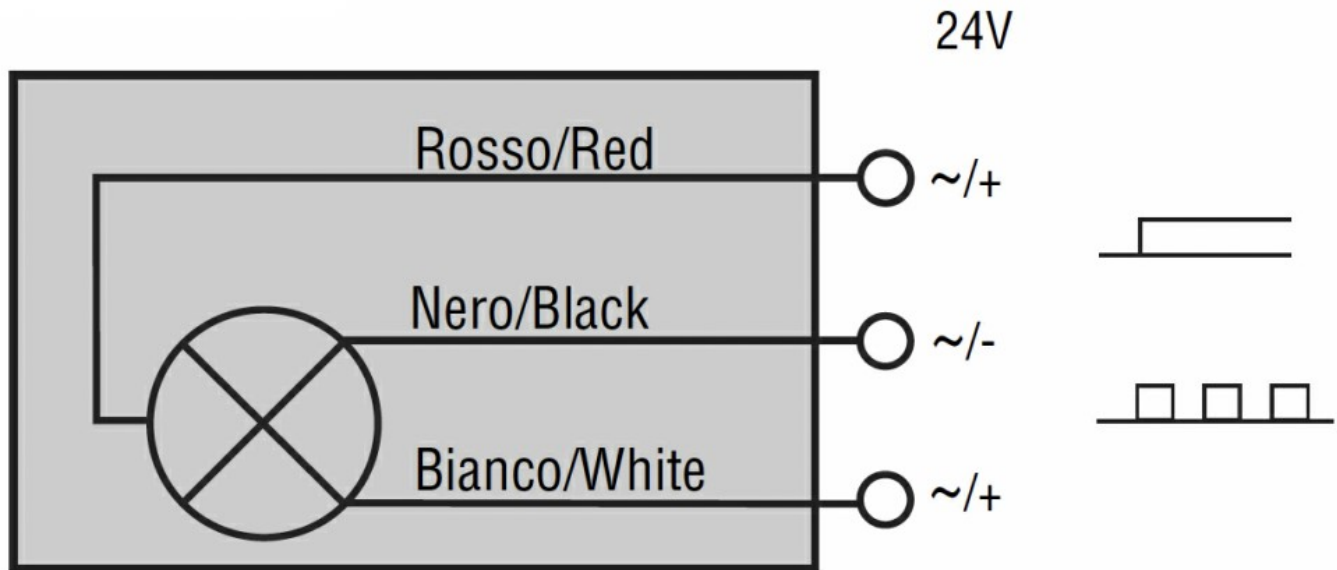 24V
Rosso/Red
~/+
Nero/Black
~/-
Bianco/White
~/+